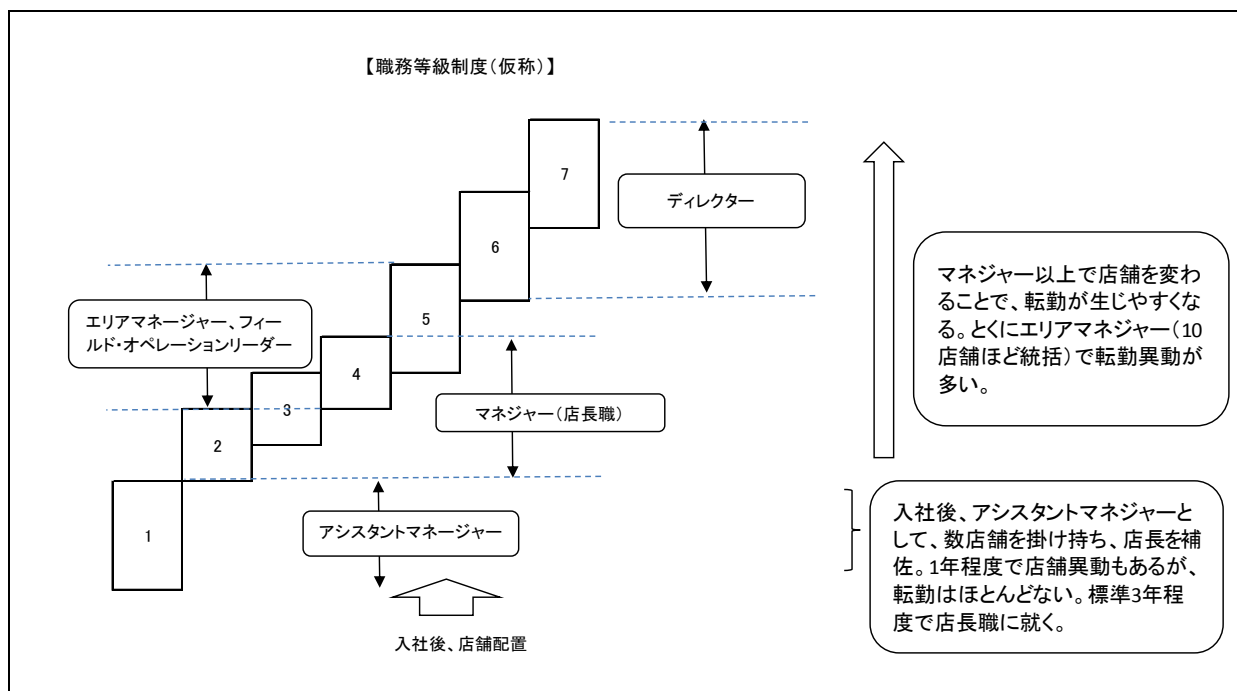 【職務等級制度(仮称)】
7
ディレクター
6
マネジャー以上で店舗を変わ
ることで、転勤が生じやすくな
る。とくにエリアマネジャー(10
店舗ほど統括)で転勤異動が
多い。
エリアマネージャー、フィー
ルド・オペレーションリーダー
5
4
3
マネジャー(店長職)
2
入社後、アシスタントマネジャーと
して、数店舗を掛け持ち、店長を補
佐。1年程度で店舗異動もあるが、
転勤はほとんどない。標準3年程
度で店長職に就く。
アシスタントマネージャー
1
入社後、店舗配置